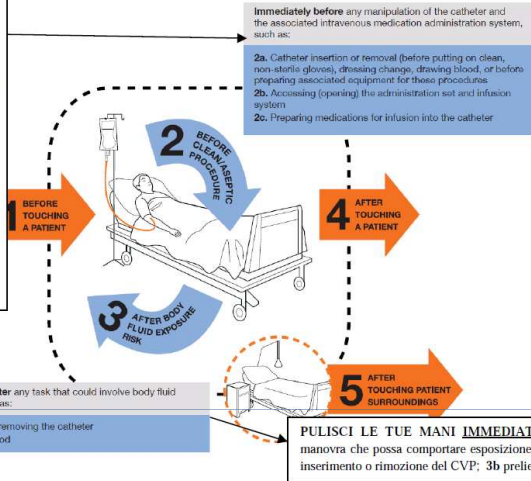 Immediately before any manipulation of the catheter and
the associated intravenous medication administration system,
such as:
2a. Catheter insertion or removal (before putting on clean,
non-sterile gloves), dressing change, drawing blood, or before
preparing associated equipment for these procedures
2b. Accessing (opening) the administration set and infusion
system
2c. Preparing medications for infusion into the catheter
2
BEFORE
CLEAN/ASEPTIC
PROCEDURE
1
BEFORE
TOUCHING
A PATIENT
4
AFTER
TOUCHING
A PATIENT
3
AFTER BODY
FLUID EXPOSURE
RISK
5
AFTER
TOUCHING PATIENT
SURROUNDINGS
any task that could involve body fluid
as:
removing the catheter
PULISCI LE TUE MANI
manovra che possa comportare esposizione
inserimento o rimozione del CVP; 3b